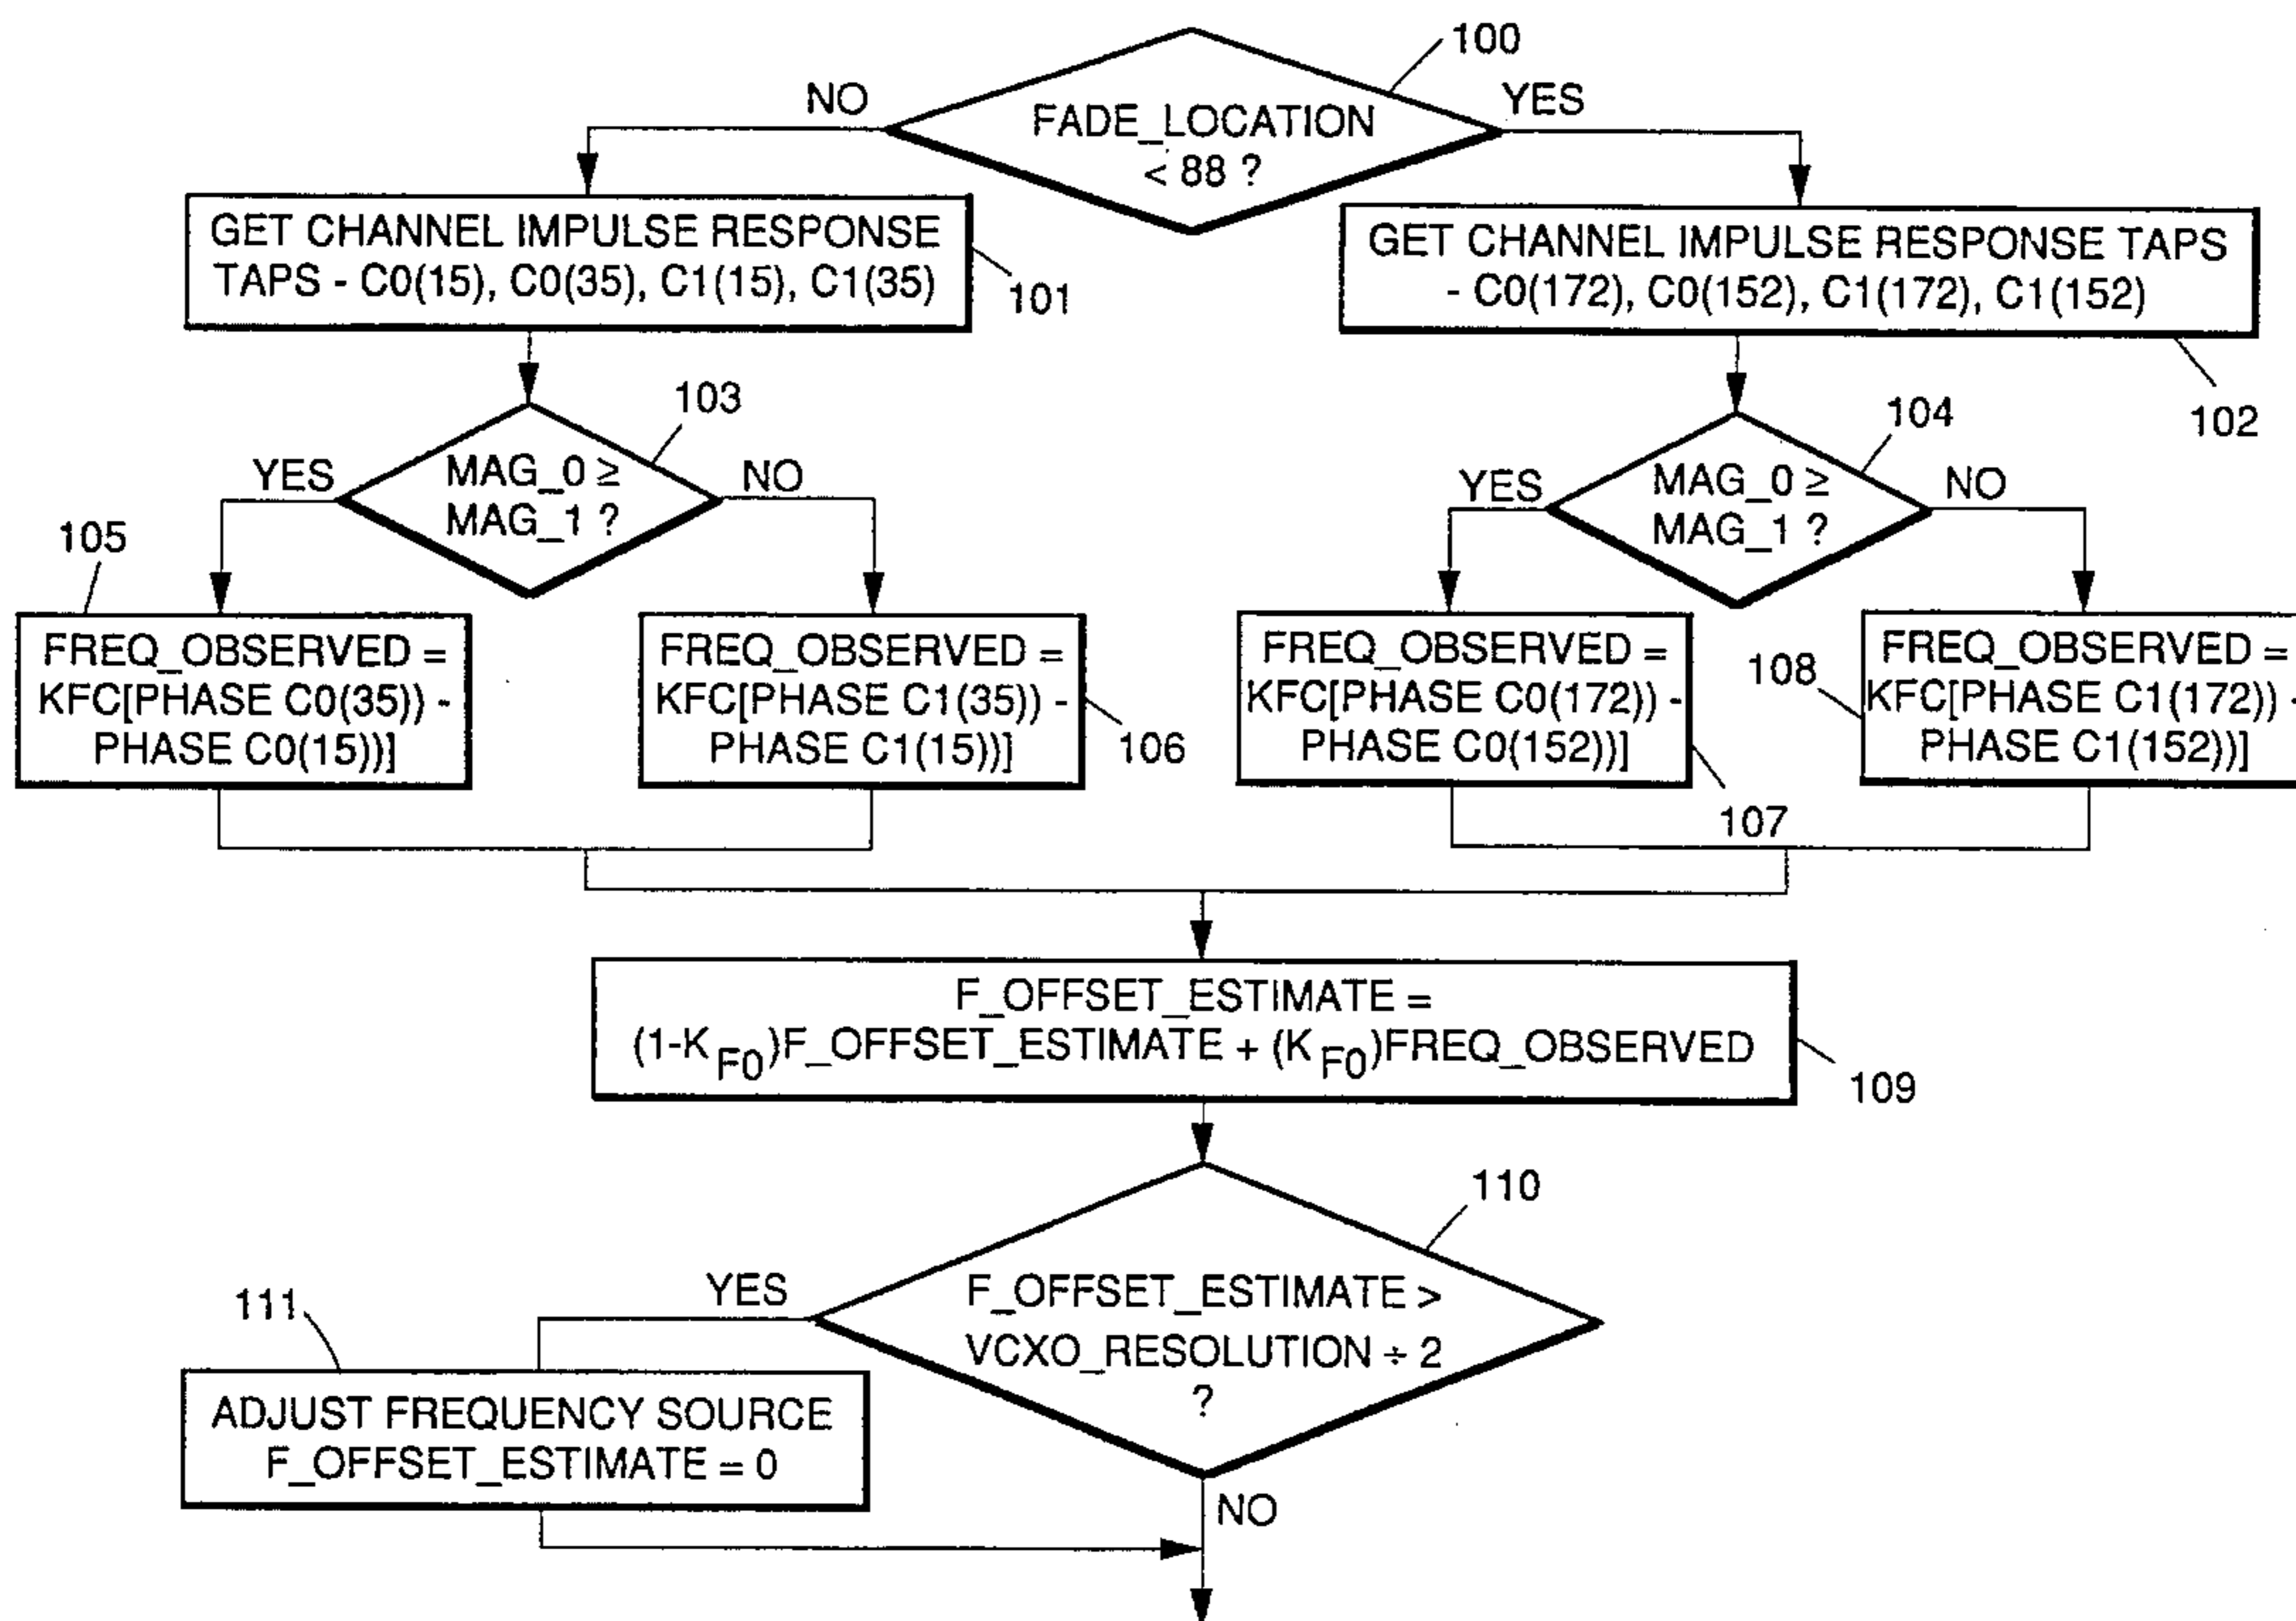 100
NO
YES
FADE_LOCATION
< 88 ?
GET CHANNEL IMPULSE RESPONSE
TAPS - C0(15), C0(35), C1(15), C1(35)
101
GET CHANNEL IMPULSE RESPONSE TAPS
- C0(172), C0(152), C1(172), C1(152)
102
103
YES
MAG_0 ≥
MAG_1 ?
NO
104
YES
MAG_0 ≥
MAG_1 ?
NO
105
FREQ_OBSERVED =
KFC[PHASE C0(35)) -
PHASE C0(15))]
FREQ_OBSERVED =
KFC[PHASE C1(35)) -
PHASE C1(15))]
106
FREQ_OBSERVED =
KFC[PHASE C0(172)) -
PHASE C0(152))]
107
108
FREQ_OBSERVED =
KFC[PHASE C1(172)) -
PHASE C1(152))]
F_OFFSET_ESTIMATE =
(1-K_F0)F_OFFSET_ESTIMATE + (K_F0)FREQ_OBSERVED
109
110
YES
F_OFFSET_ESTIMATE >
VCXO_RESOLUTION ÷ 2
?
111
ADJUST FREQUENCY SOURCE
F_OFFSET_ESTIMATE = 0
NO